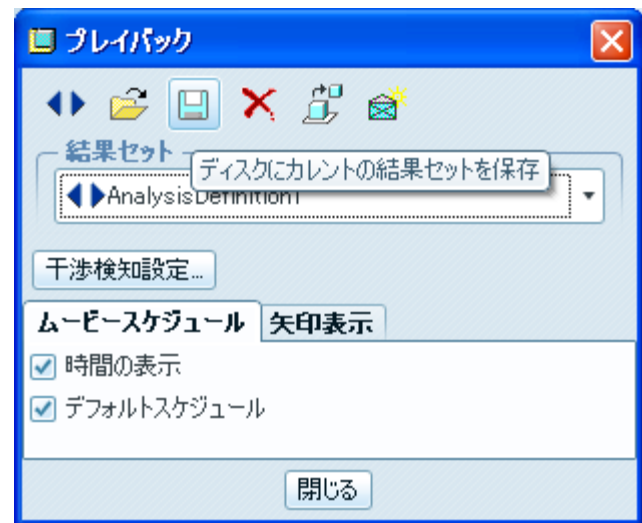 プレイバック
結果セット
ディスクにカレントの結果セットを保存
AnalysisDefinition1
干渉検知設定...
ムービースケジュール 矢印表示
時間の表示
デフォルトスケジュール
閉じる